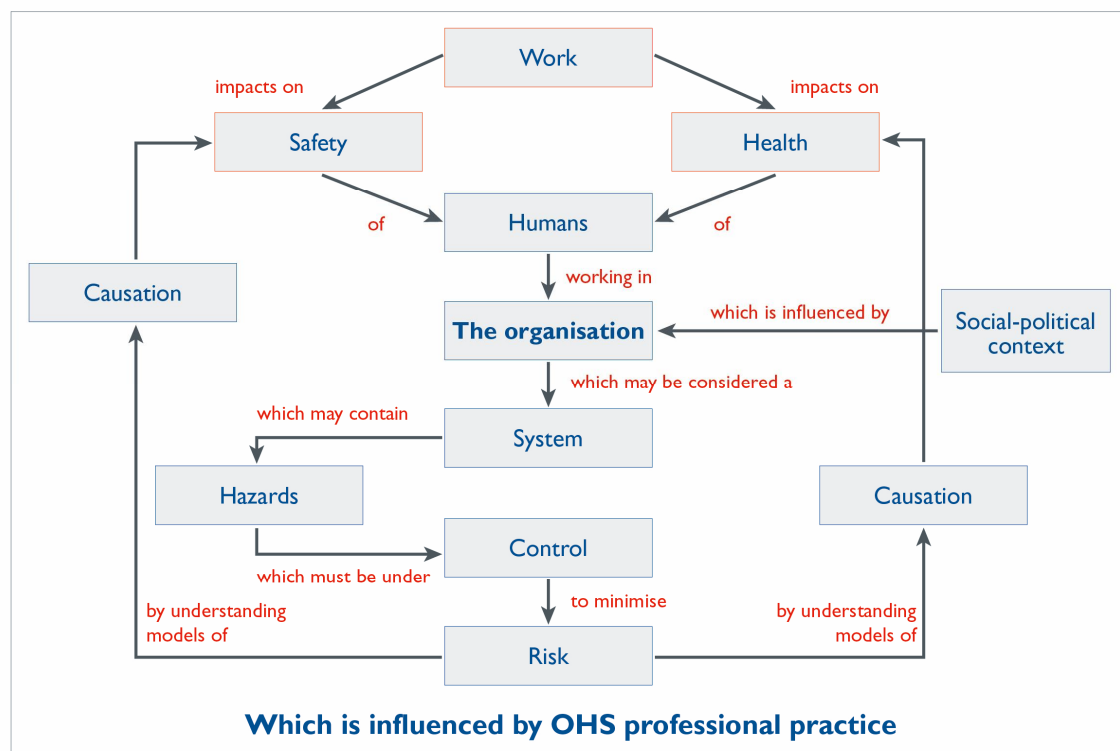 Work
impacts on
impacts on
Safety
Health
of
Humans
of
working in
Causation
The organisation
which is influenced by
Social-political
context
which may be considered a
which may contain
System
Hazards
Causation
Control
which must be under
to minimise
by understanding
models of
by understanding
models of
Risk
Which is influenced by OHS professional practice